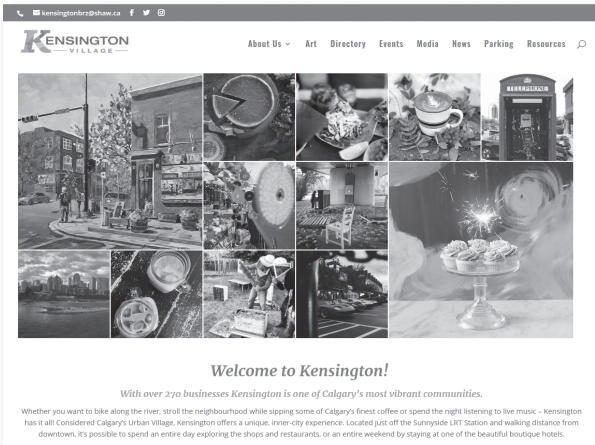 kensingtonbrz@shaw.ca
KENSINGTON
VILLAGE
About Us Art Directory Events Media News Parking Resources
TELEPHONE
Welcome to Kensington!
With over 270 businesses Kensington is one of Calgary's most vibrant communities.
Whether you want to bike along the river, stroll the neighbourhood while sipping some of Calgary's finest coffee or spend the night listening to live music – Kensington
has it all! Considered Calgary's Urban Village, Kensington offers a unique, inner-city experience. Located just off the Sunnyside LRT Station and walking distance from
downtown, it's possible to spend an entire day exploring the shops and restaurants, or an entire weekend by staying at one of the beautiful boutique hotels.